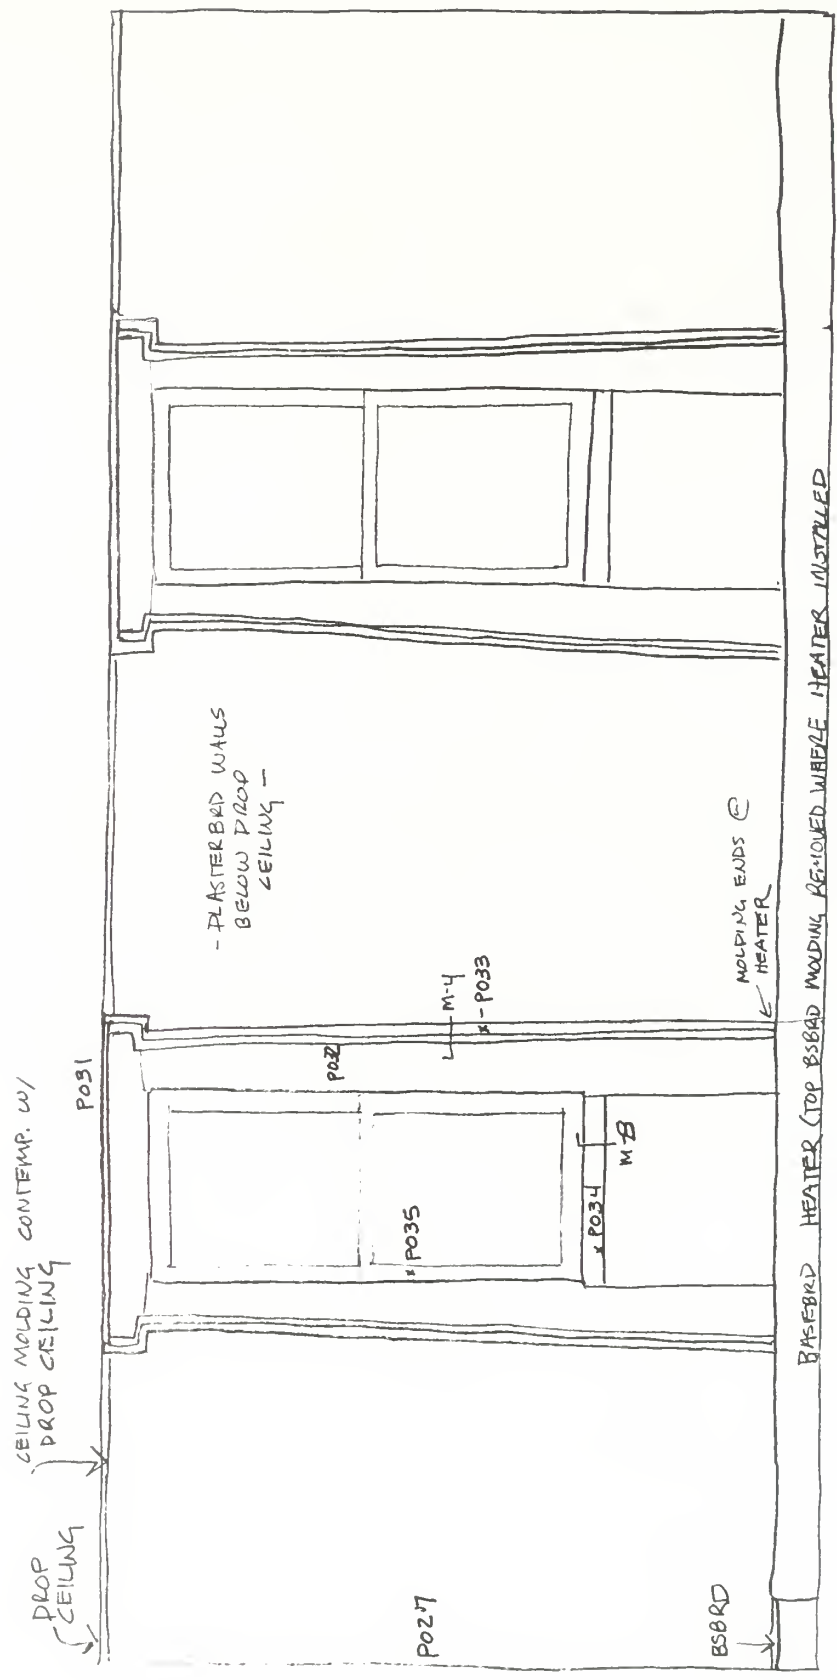 DROP
CEILING
CEILING MOLDING CONTEMP. W/
DROP CEILING
P031
-PLASTERBRD WALLS
BELOW DROP
CEILING-
P032
M-4
x-P033
x P035
M-8
x P034
P027
MOLDING ENDS @
HEATER
BSBRD
BASEBRD HEATER (TOP BSBRD MOLDING REMOVED WHERE HEATER INSTALLED